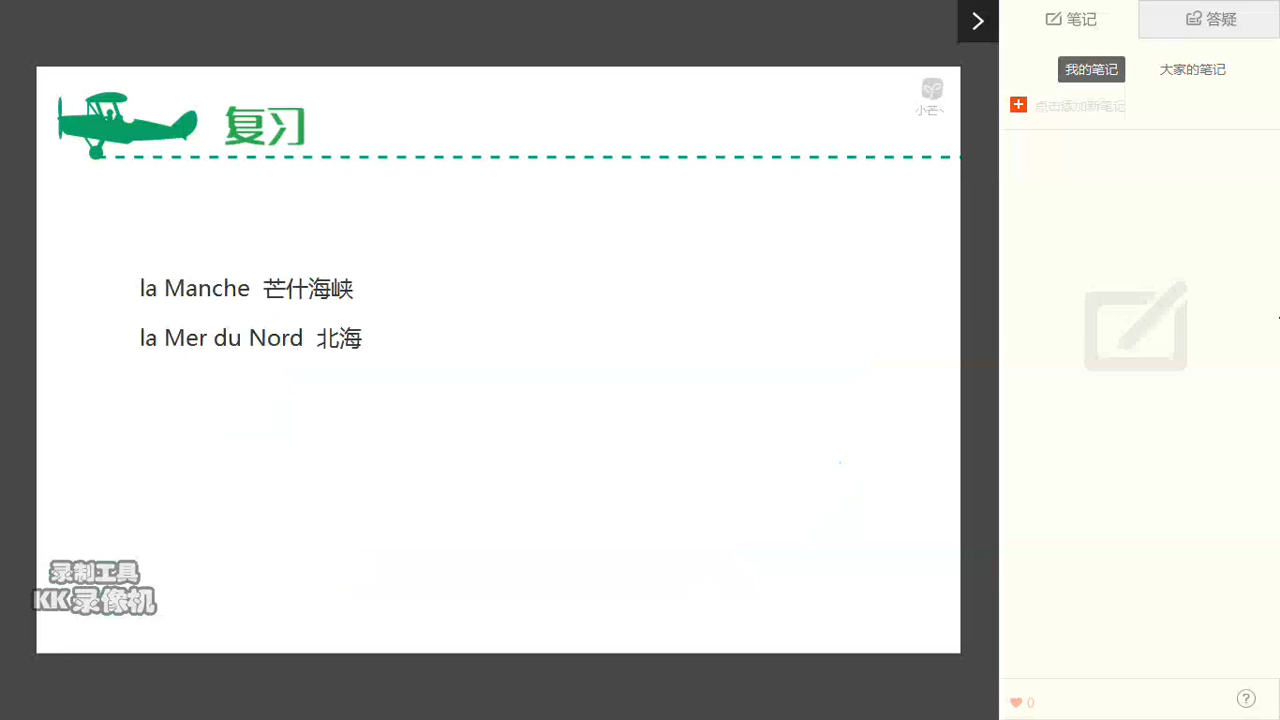 笔记
答疑
我的笔记
大家的笔记
点击添加新笔记
复习
la Manche 芒什海峡
la Mer du Nord 北海
录制工具
KK录像机
0
?